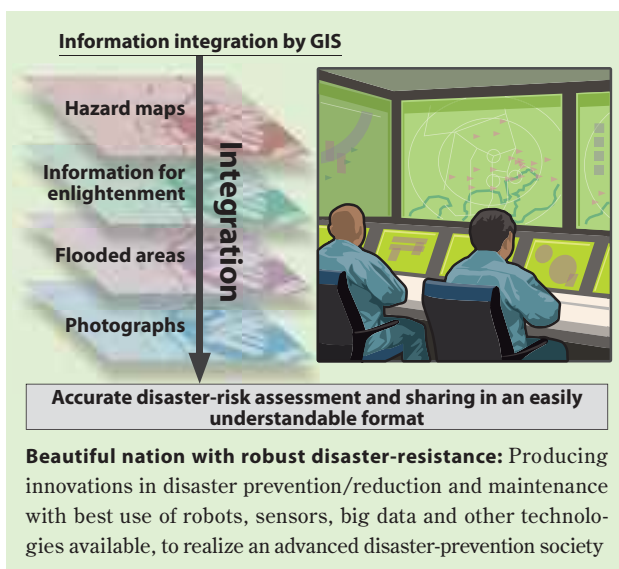 Information integration by GIS
Hazard maps
Information for
enlightenment
Flooded areas
Photographs
Integration
Accurate disaster-risk assessment and sharing in an easily
understandable format
Beautiful nation with robust disaster-resistance: Producing
innovations in disaster prevention/reduction and maintenance
with best use of robots, sensors, big data and other technolo-
gies available, to realize an advanced disaster-prevention society